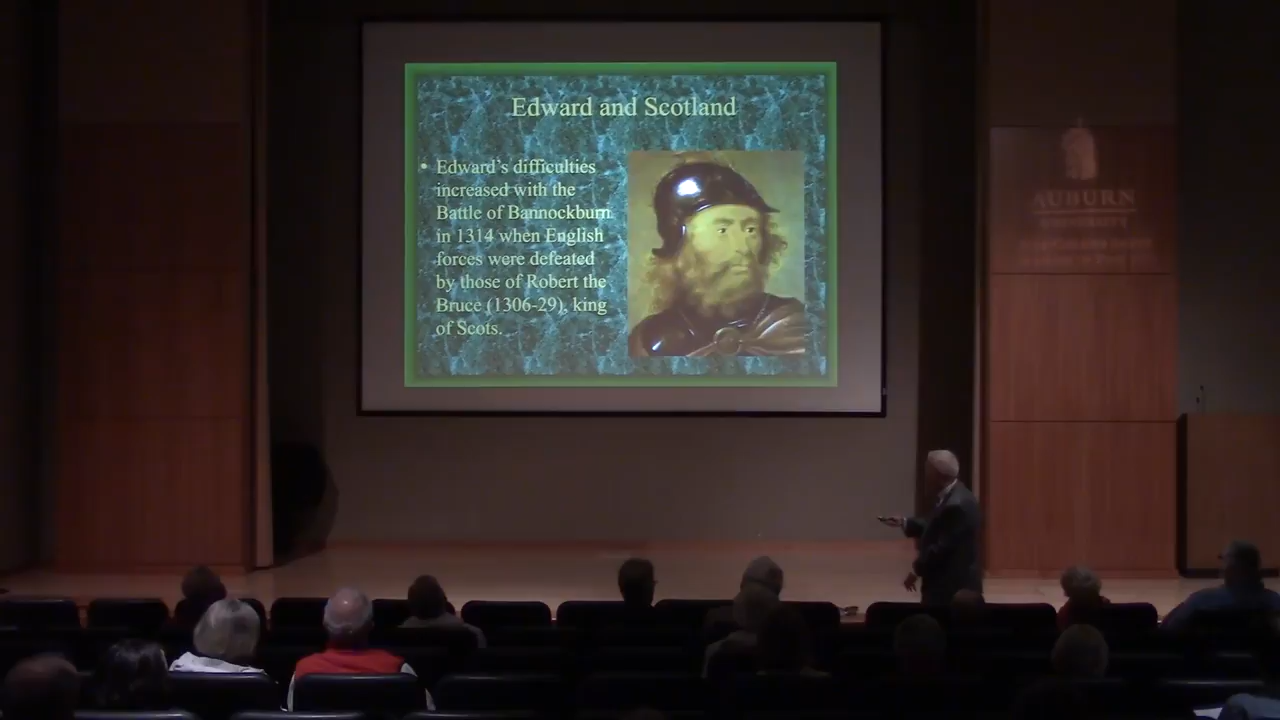 Edward and Scotland
• Edward's difficulties
increased with the
Battle of Bannockburn
in 1314 when English
forces were defeated
by those of Robert the
Bruce (1306-29), king
of Scots.
AUBURN
UNIVERSITY